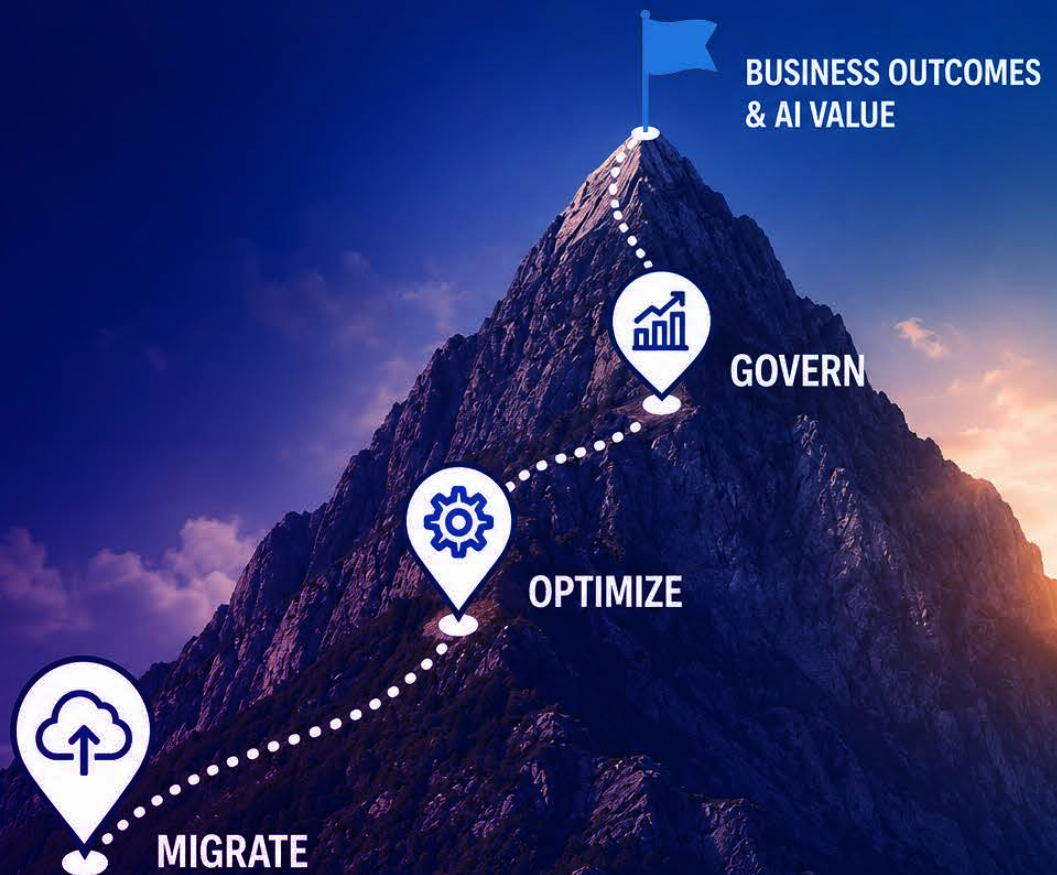 BUSINESS OUTCOMES
& AI VALUE
GOVERN
OPTIMIZE
MIGRATE